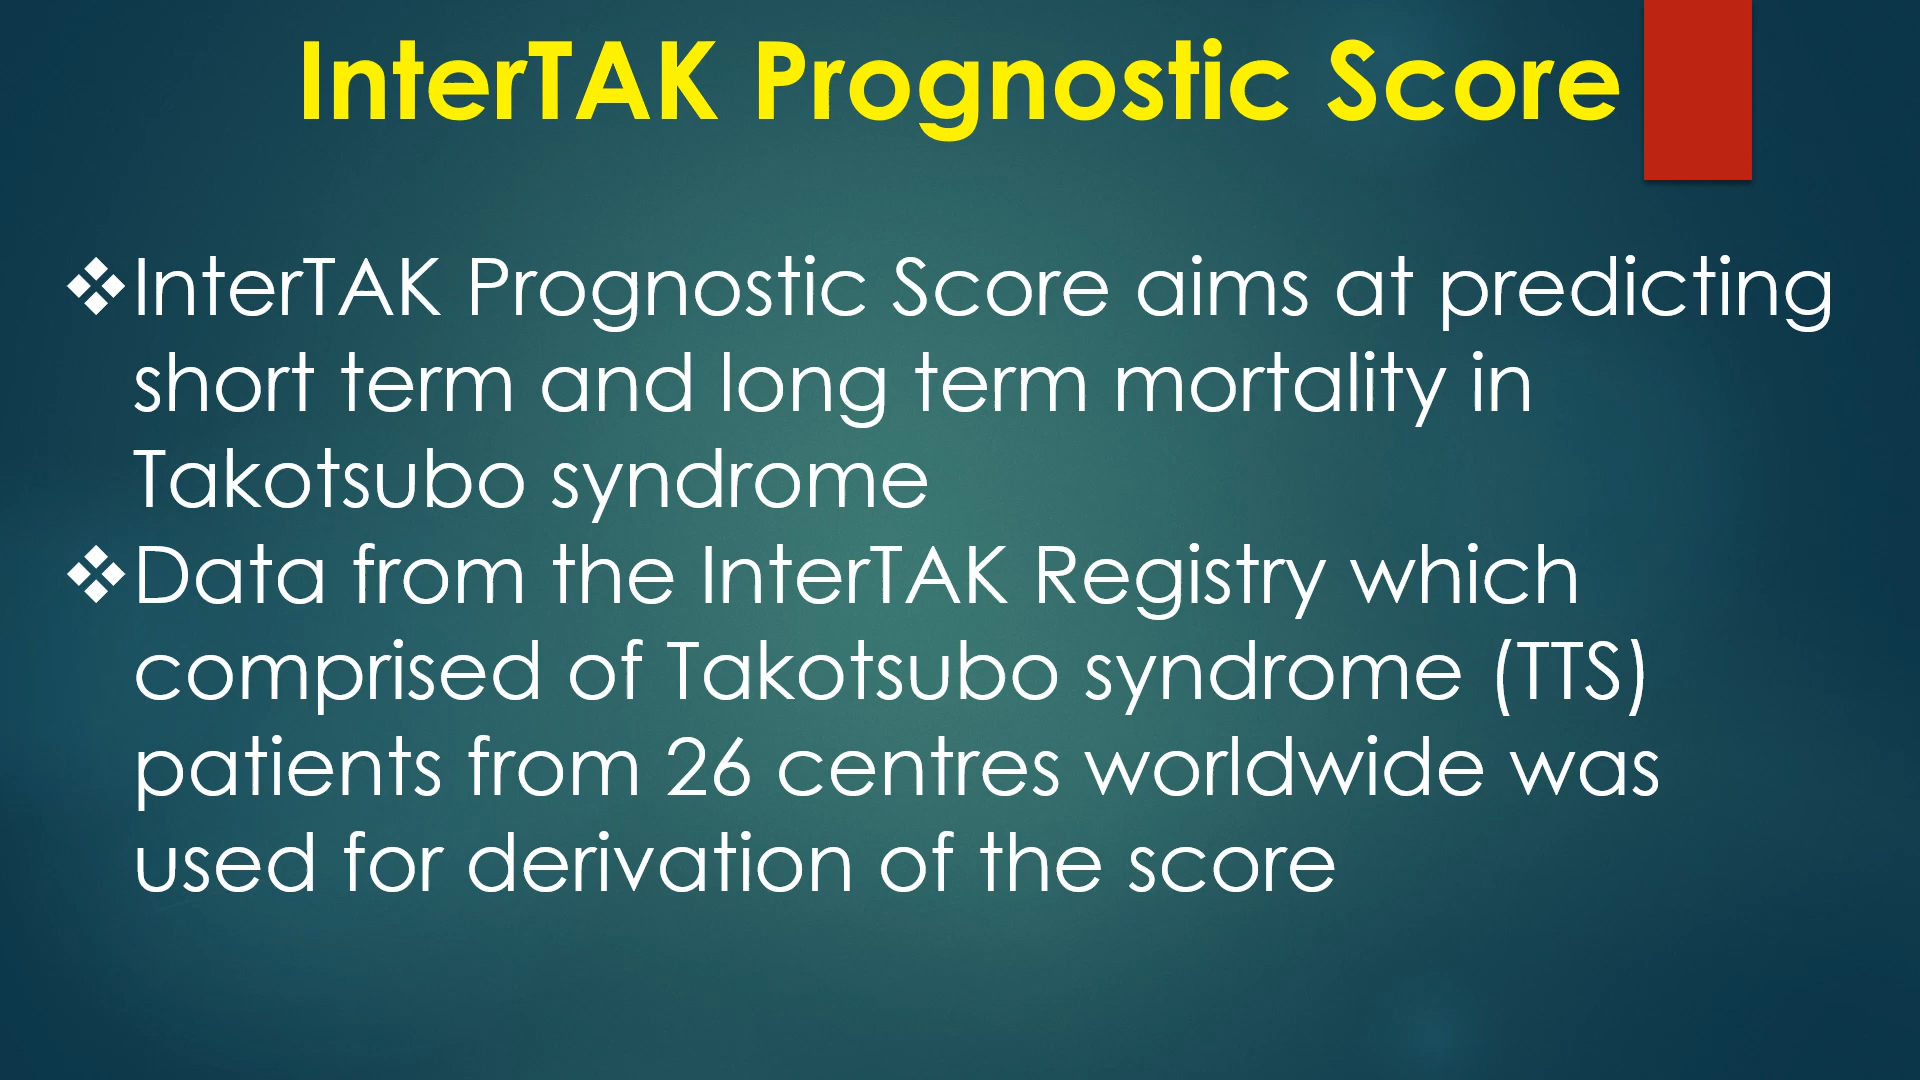 InterTAK Prognostic Score
❖InterTAK Prognostic Score aims at predicting
short term and long term mortality in
Takotsubo syndrome
❖Data from the InterTAK Registry which
comprised of Takotsubo syndrome (TTS)
patients from 26 centres worldwide was
used for derivation of the score